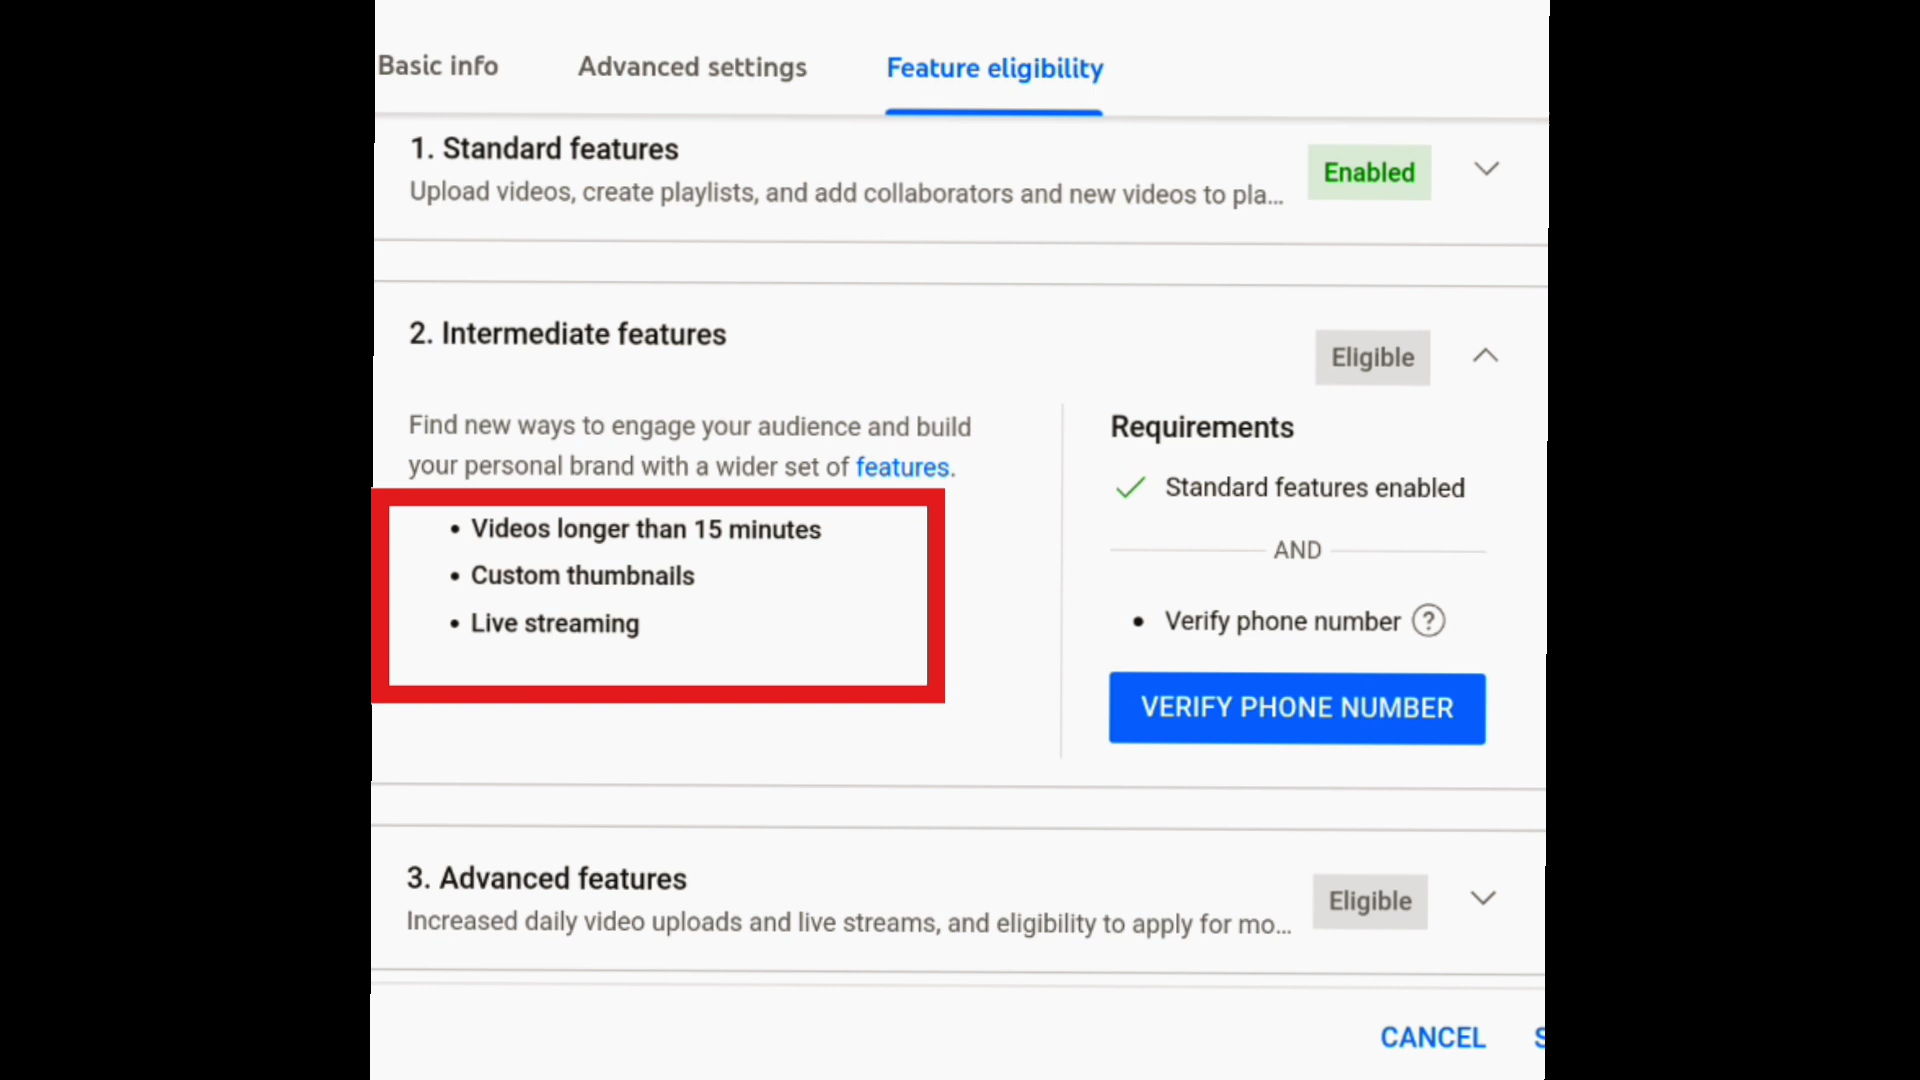 Basic info
Advanced settings
Feature eligibility
1. Standard features
Upload videos, create playlists, and add collaborators and new videos to pla...
Enabled
2. Intermediate features
Eligible
Find new ways to engage your audience and build
your personal brand with a wider set of features.
• Videos longer than 15 minutes
• Custom thumbnails
• Live streaming
Requirements
Standard features enabled
AND
• Verify phone number ?
VERIFY PHONE NUMBER
3. Advanced features
Increased daily video uploads and live streams, and eligibility to apply for mo...
Eligible
CANCEL